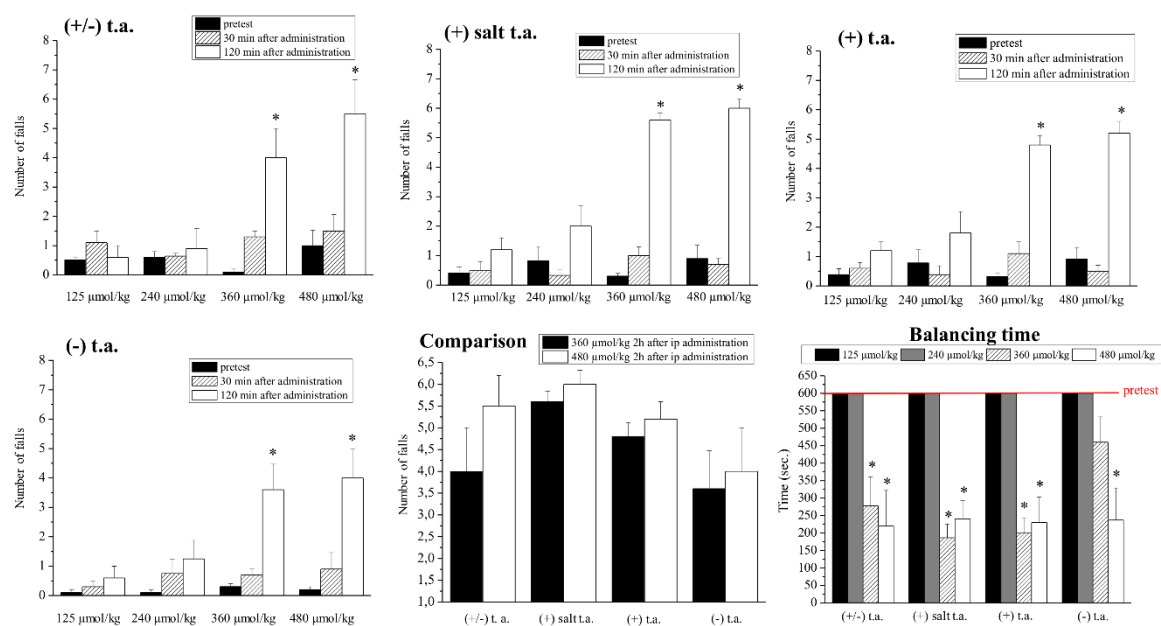 (+/-) t.a.
pretest
30 min after administration
120 min after administration
Number of falls
8
7
6
5
4
3
2
1
0
* *
125 µmol/kg 240 µmol/kg 360 µmol/kg 480 µmol/kg
(+) salt t.a.
pretest
30 min after administration
120 min after administration
Number of falls
8
7
6
5
4
3
2
1
0
* *
125 µmol/kg 240 µmol/kg 360 µmol/kg 480 µmol/kg
(+) t.a.
pretest
30 min after administration
120 min after administration
Number of falls
8
7
6
5
4
3
2
1
0
* *
125 µmol/kg 240 µmol/kg 360 µmol/kg 480 µmol/kg
(-) t.a.
pretest
30 min after administration
120 min after administration
Number of falls
8
7
6
5
4
3
2
1
0
* *
125 µmol/kg 240 µmol/kg 360 µmol/kg 480 µmol/kg
Comparison
360 µmol/kg 2h after ip administration
480 µmol/kg 2h after ip administration
Number of falls
6,5
6,0
5,5
5,0
4,5
4,0
3,5
3,0
2,5
2,0
1,5
1,0
(+/-) t. a. (+) salt t.a. (+) t.a. (-) t.a.
Balancing time
125 µmol/kg 240 µmol/kg 360 µmol/kg 480 µmol/kg
pretest
Time (sec.)
650
600
550
500
450
400
350
300
250
200
150
100
50
0
* * * * * * *
(+/-) t.a. (+) salt t.a. (+) t.a. (-) t.a.